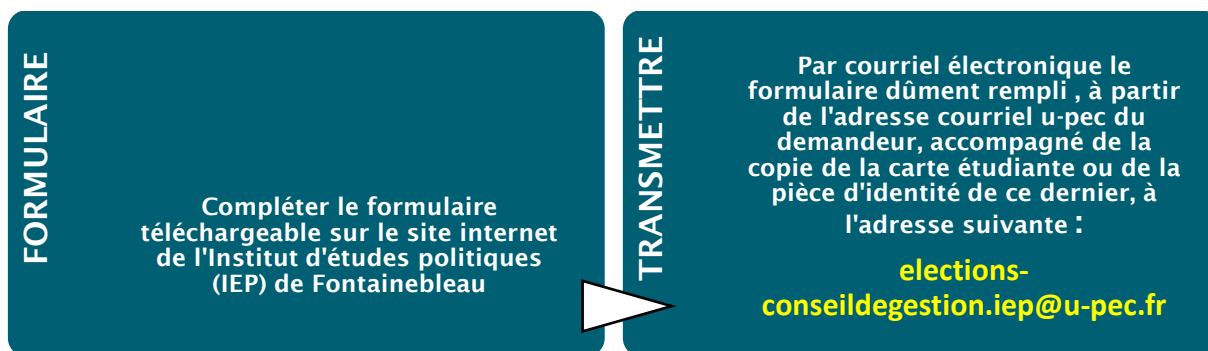 FORMULAIRE
Compléter le formulaire
téléchargeable sur le site internet
de l'Institut d'études politiques
(IEP) de Fontainebleau
TRANSMETTRE
Par courriel électronique le
formulaire dûment rempli , à partir
de l'adresse courriel u-pec du
demandeur, accompagné de la
copie de la carte étudiante ou de la
pièce d'identité de ce dernier, à
l'adresse suivante :
elections-
conseildegestion.iep@u-pec.fr